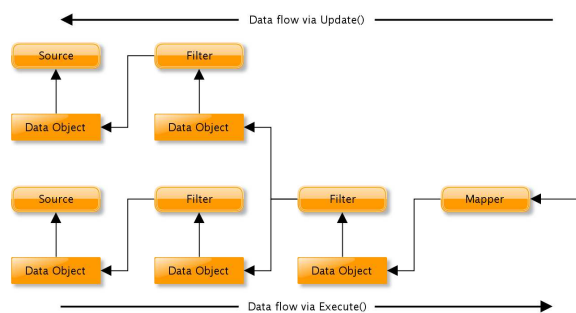 Data flow via Update()
Source Filter
Data Object Data Object
Source Filter Filter Mapper
Data Object Data Object Data Object
Data flow via Execute()